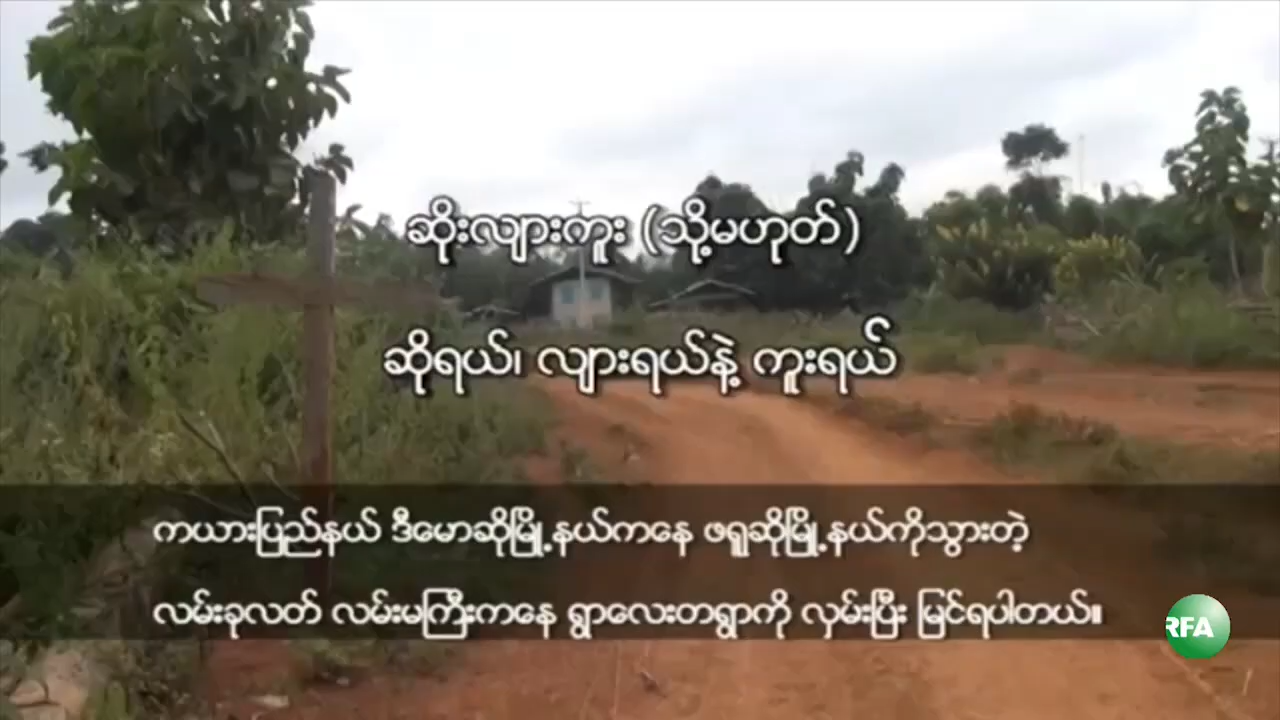 ဆိုးလျားကူး (သို့မဟုတ်)
ဆိုရယ်၊ လျားရယ်နဲ့ ကူးရယ်
ကယားပြည်နယ် ဒီမောဆိုမြို့နယ်ကနေ ဖရူဆိုမြို့နယ်ကိုသွားတဲ့
လမ်းခုလတ် လမ်းမကြီးကနေ ရွာလေးတရွာကို လှမ်းပြီး မြင်ရပါတယ်။
RFA